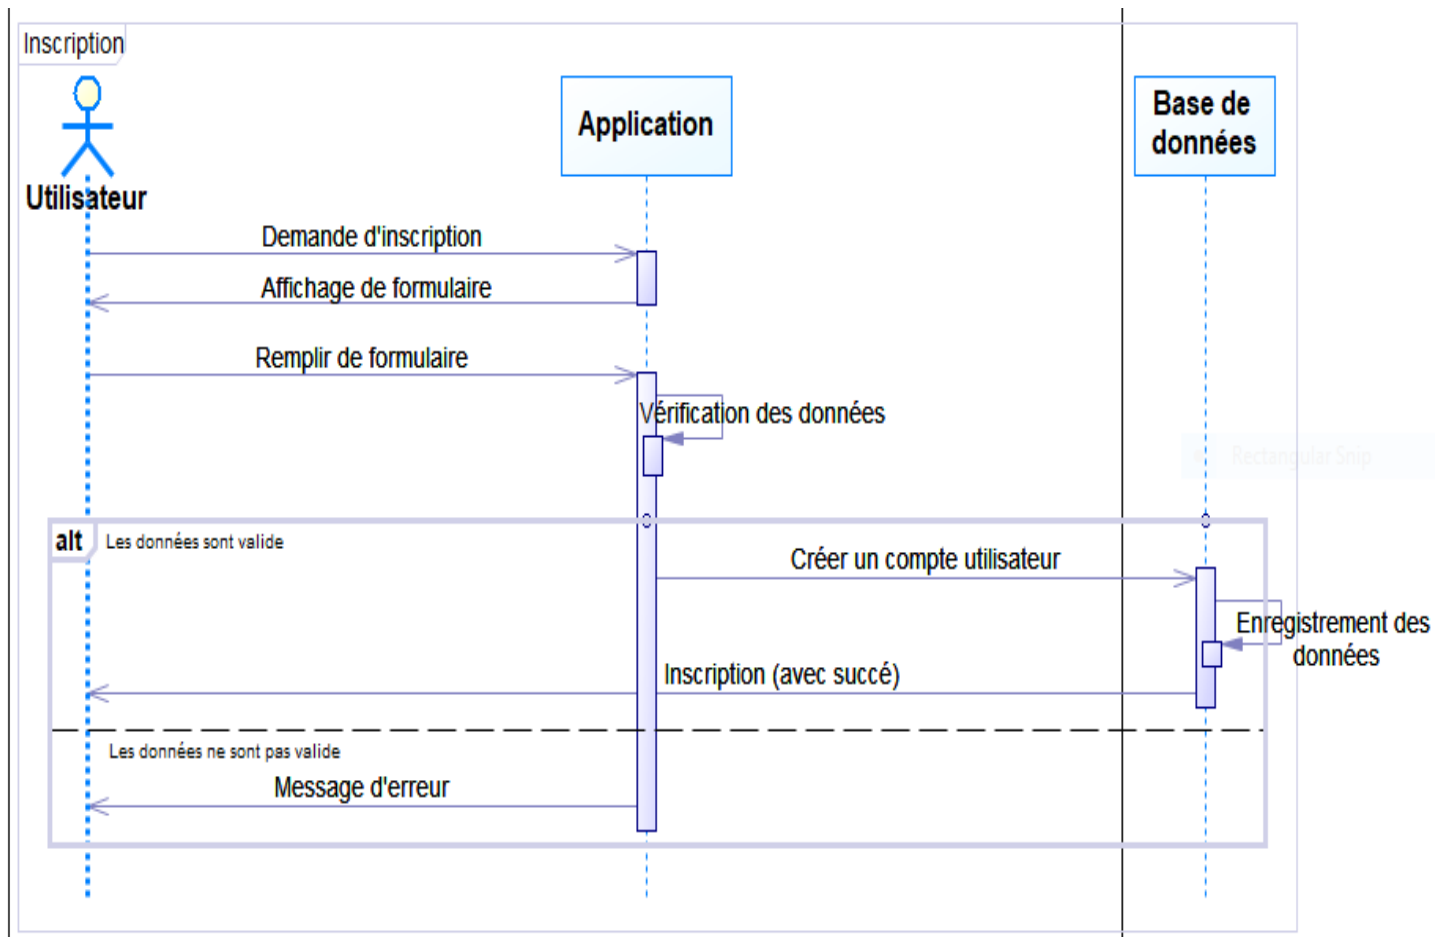 Inscription
Utilisateur
Application
Base de
données
Demande d'inscription
Affichage de formulaire
Remplir de formulaire
Vérification des données
Rectangular Snip
alt
Les données sont valide
Créer un compte utilisateur
Enregistrement des
données
Inscription (avec succé)
Les données ne sont pas valide
Message d'erreur